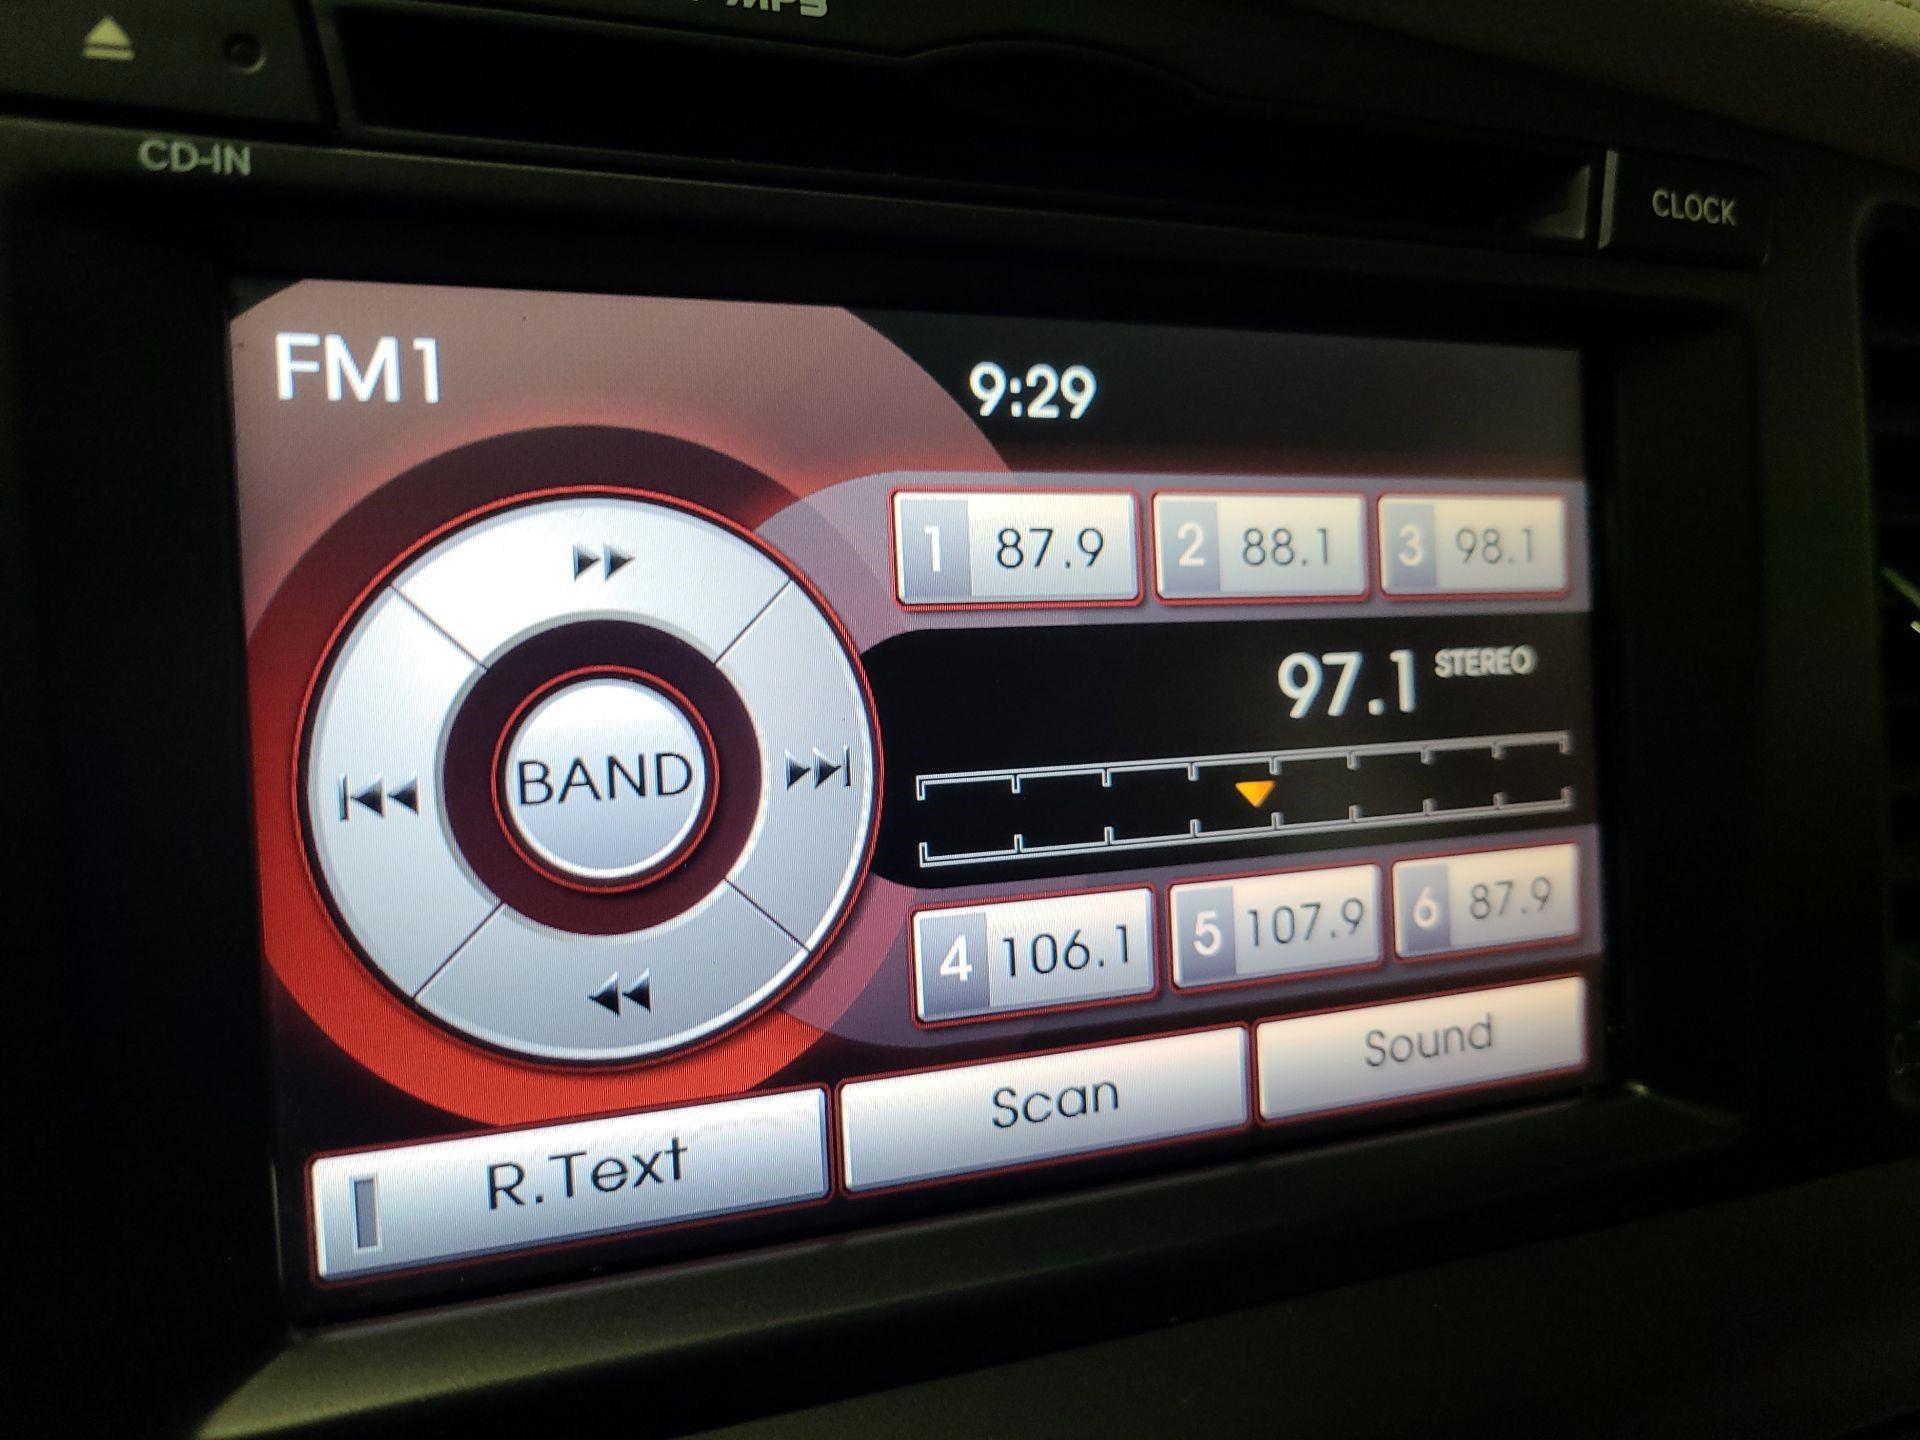 MP3
CD-IN
CLOCK
FM1
9:29
1 87.9
2 88.1
3 98.1
97.1 STEREO
BAND
4 106.1
5 107.9
6 87.9
R.Text
Scan
Sound